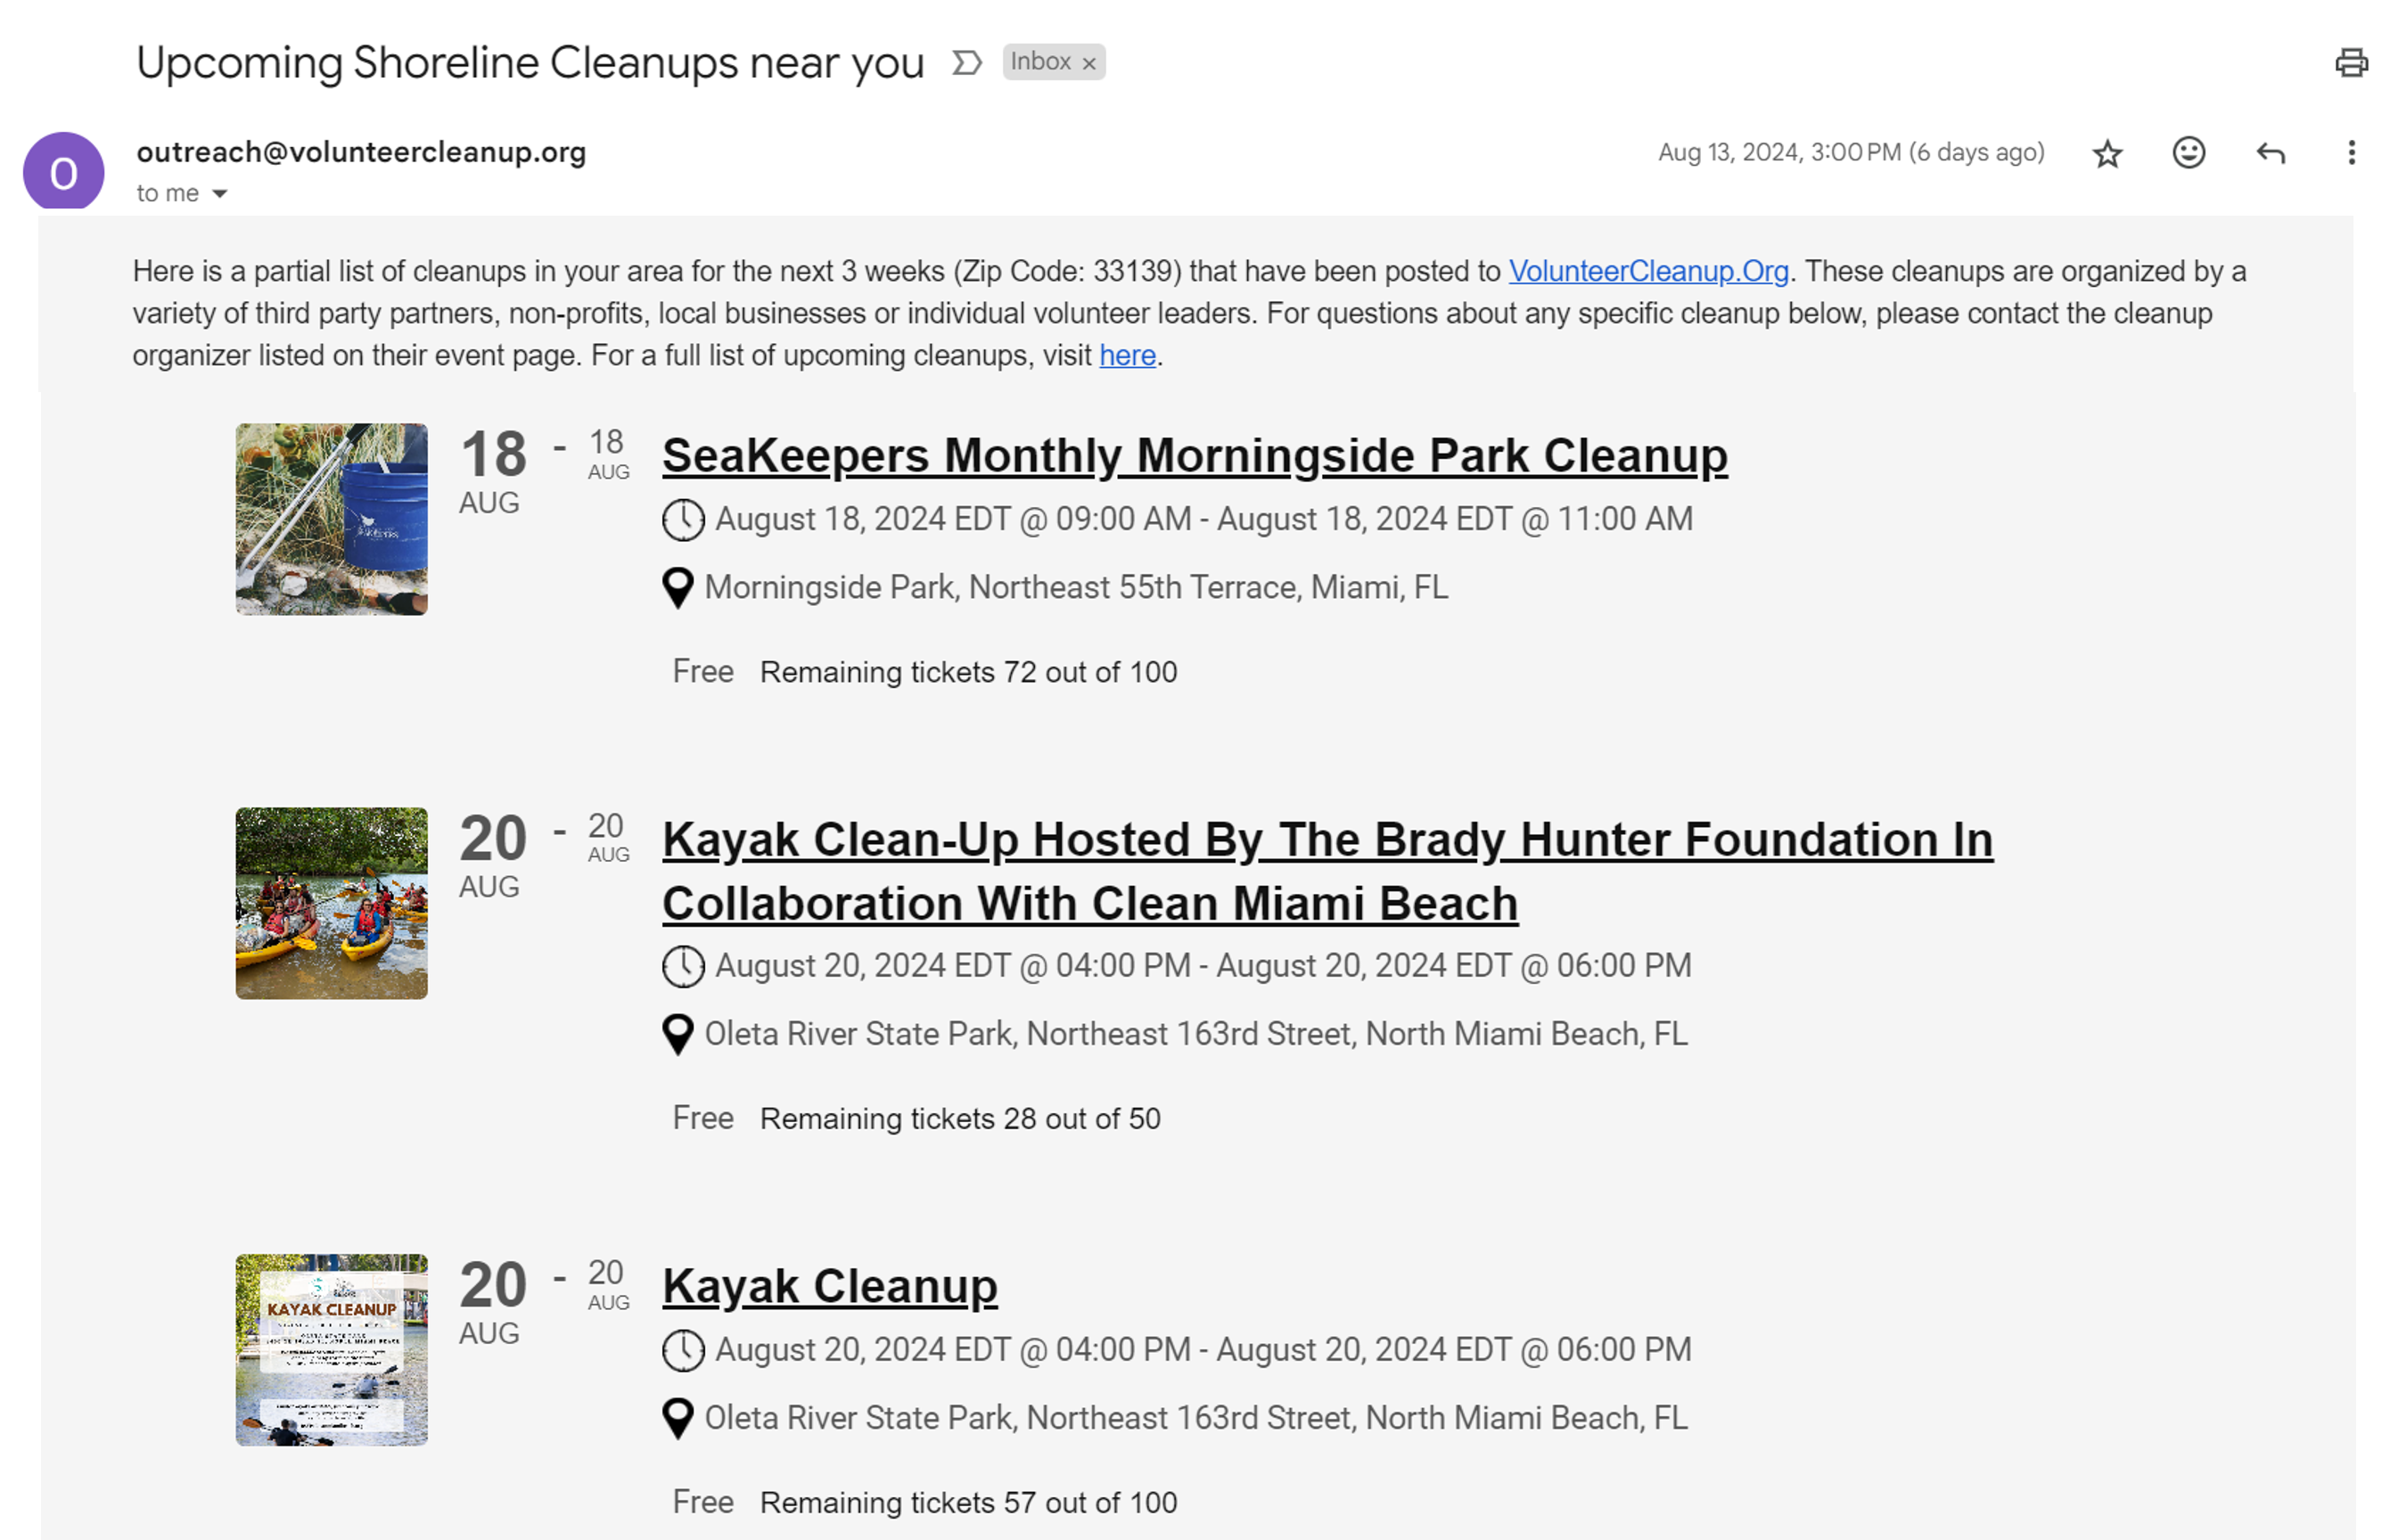 Upcoming Shoreline Cleanups near you
Inbox ×
O
outreach@volunteercleanup.org
Aug 13, 2024, 3:00 PM (6 days ago)
to me
Here is a partial list of cleanups in your area for the next 3 weeks (Zip Code: 33139) that have been posted to VolunteerCleanup.Org. These cleanups are organized by a
variety of third party partners, non-profits, local businesses or individual volunteer leaders. For questions about any specific cleanup below, please contact the cleanup
organizer listed on their event page. For a full list of upcoming cleanups, visit here.
18 AUG - 18 AUG
SeaKeepers Monthly Morningside Park Cleanup
August 18, 2024 EDT @ 09:00 AM - August 18, 2024 EDT @ 11:00 AM
Morningside Park, Northeast 55th Terrace, Miami, FL
Free Remaining tickets 72 out of 100
20 AUG - 20 AUG
Kayak Clean-Up Hosted By The Brady Hunter Foundation In
Collaboration With Clean Miami Beach
August 20, 2024 EDT @ 04:00 PM - August 20, 2024 EDT @ 06:00 PM
Oleta River State Park, Northeast 163rd Street, North Miami Beach, FL
Free Remaining tickets 28 out of 50
KAYAK CLEANUP
20 AUG - 20 AUG
Kayak Cleanup
August 20, 2024 EDT @ 04:00 PM - August 20, 2024 EDT @ 06:00 PM
Oleta River State Park, Northeast 163rd Street, North Miami Beach, FL
Free Remaining tickets 57 out of 100